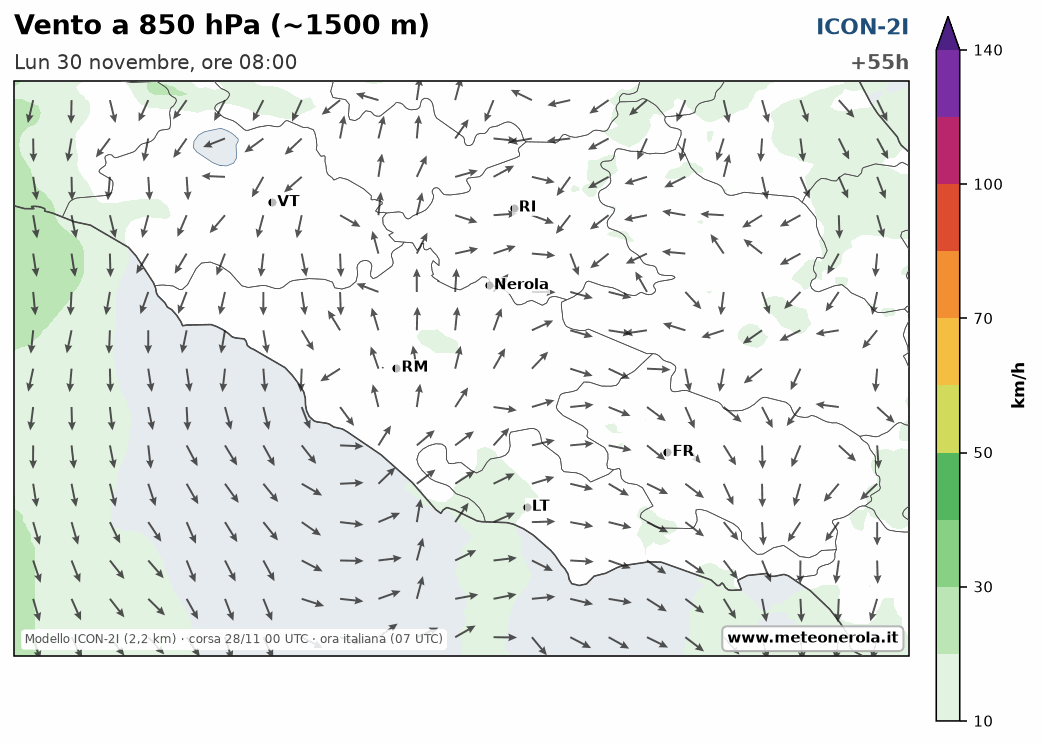 Vento a 850 hPa (~1500 m)
ICON-2I
Lun 30 novembre, ore 08:00
+55h
VT
RI
Nerola
RM
FR
LT
Modello ICON-2I (2,2 km) · corsa 28/11 00 UTC · ora italiana (07 UTC)
www.meteonerola.it
140
100
70
50
30
10
km/h